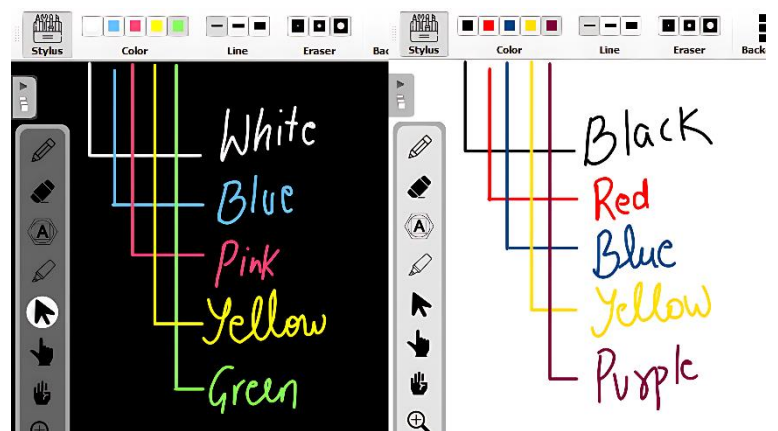 Stylus Color Line Eraser Bac
White
Blue
Pink
Yellow
Green
Stylus Color Line Eraser Back
Black
Red
Blue
Yellow
Purple
A
A